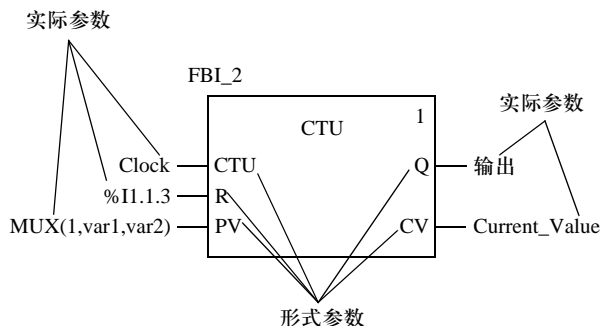 实际参数
FBI_2
CTU
1
实际参数
Clock
CTU
Q
输出
%I1.1.3
R
MUX(1,var1,var2)
PV
CV
Current_Value
形式参数